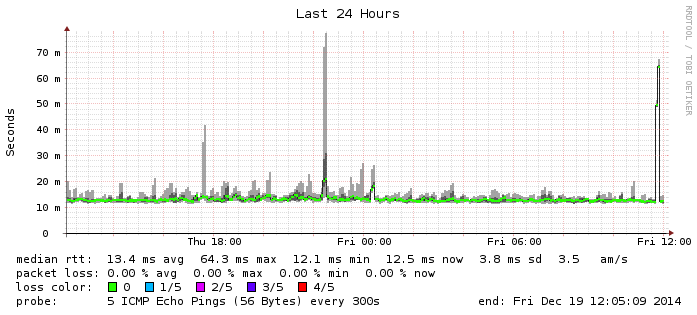 Last 24 Hours
RRDTOOL / TOBI OETIKER
Seconds
70 m
60 m
50 m
40 m
30 m
20 m
10 m
0
Thu 18:00 Fri 00:00 Fri 06:00 Fri 12:00
median rtt: 13.4 ms avg 64.3 ms max 12.1 ms min 12.5 ms now 3.8 ms sd 3.5 am/s
packet loss: 0.00 % avg 0.00 % max 0.00 % min 0.00 % now
loss color: 0 1/5 2/5 3/5 4/5
probe: 5 ICMP Echo Pings (56 Bytes) every 300s end: Fri Dec 19 12:05:09 2014